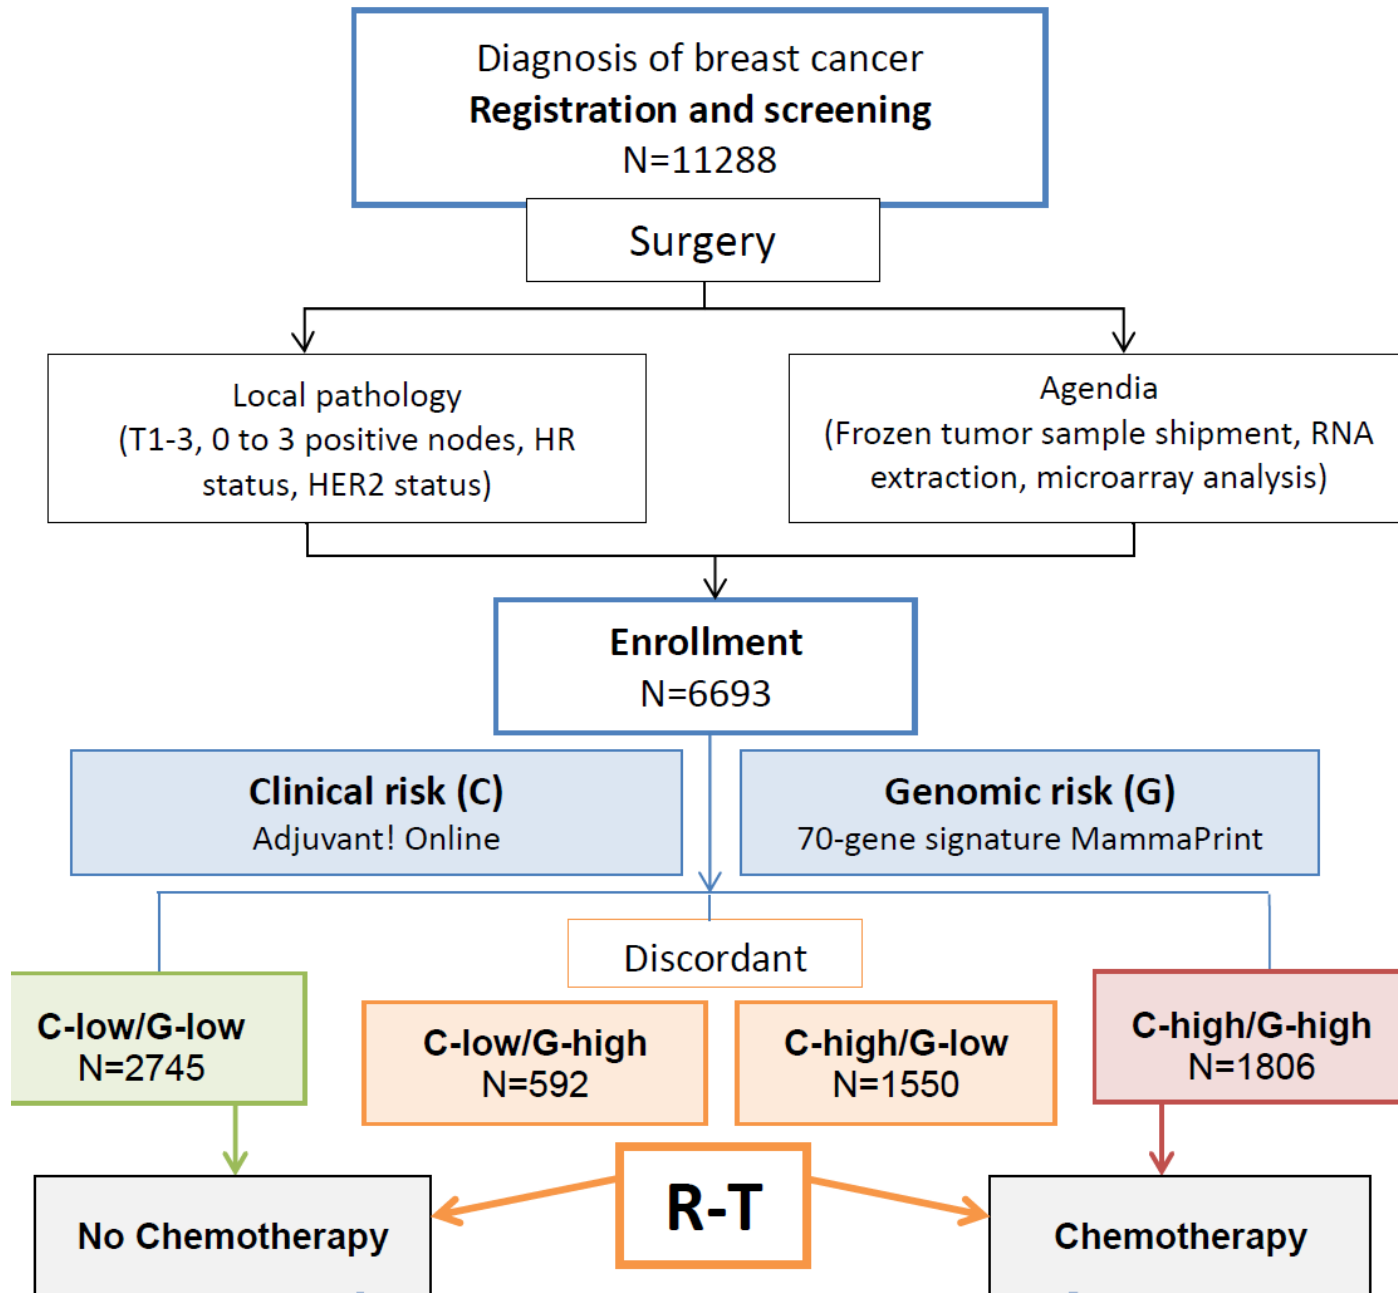 Diagnosis of breast cancer
Registration and screening
N=11288
Surgery
Local pathology
(T1-3, 0 to 3 positive nodes, HR
status, HER2 status)
Agendia
(Frozen tumor sample shipment, RNA
extraction, microarray analysis)
Enrollment
N=6693
Clinical risk (C)
Adjuvant! Online
Genomic risk (G)
70-gene signature MammaPrint
Discordant
C-low/G-low
N=2745
C-low/G-high
N=592
C-high/G-low
N=1550
C-high/G-high
N=1806
R-T
No Chemotherapy
Chemotherapy